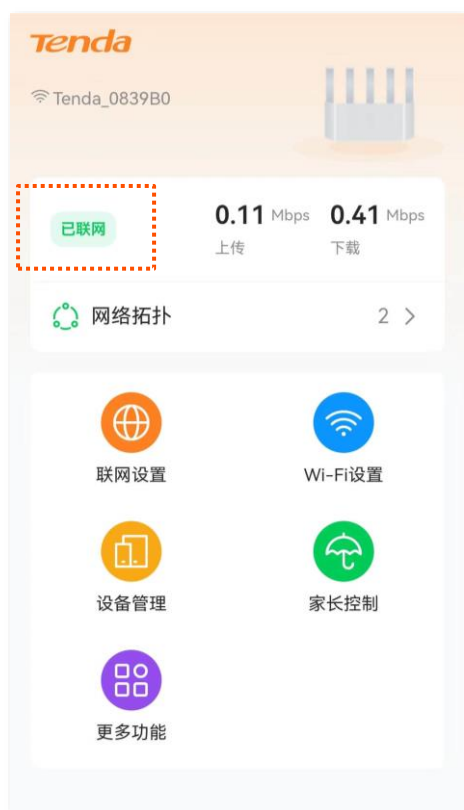 Tenda
Tenda_0839B0
已联网
0.11 Mbps 0.41 Mbps
上传 下载
网络拓扑 2
联网设置 Wi-Fi设置
设备管理 家长控制
更多功能